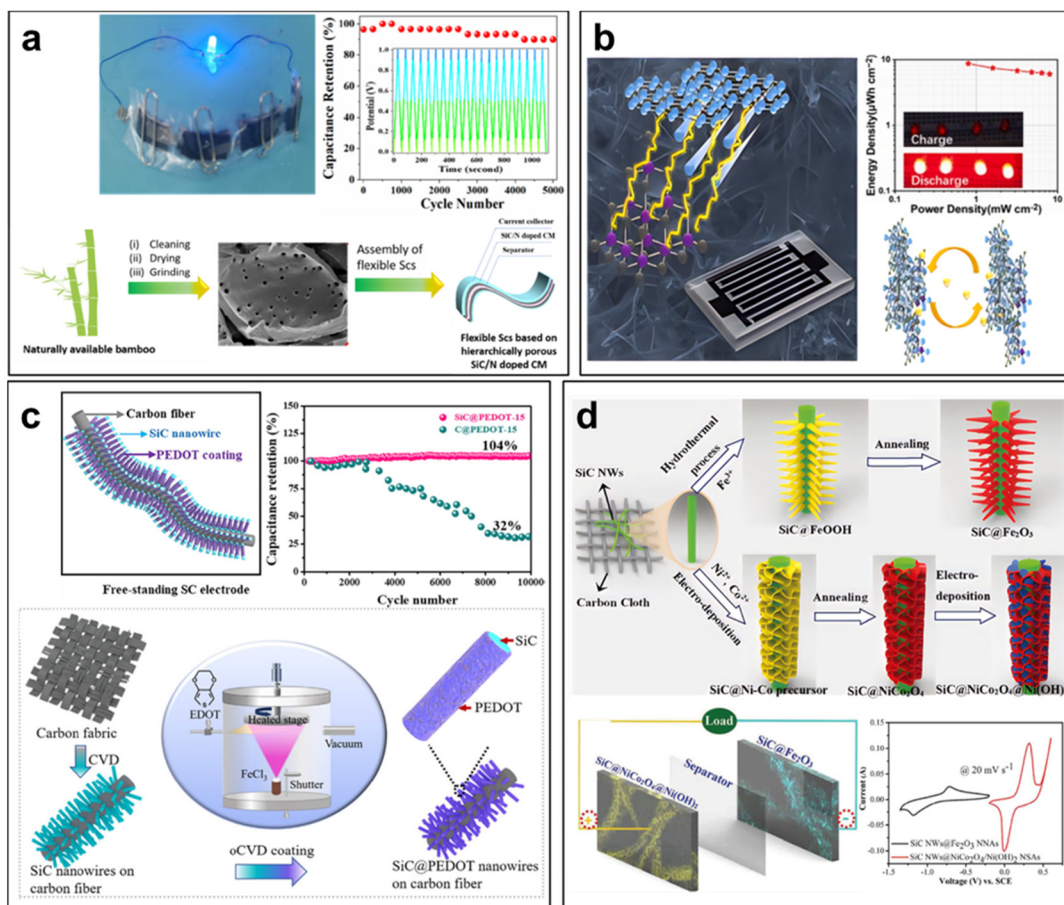 a
Capacitance Retention (%)
100
80
60
40
20
0
Potential (V)
1.0
0.8
0.6
0.4
0.2
0.0
0 200 400 600 800 1000
Time (second)
0 1000 2000 3000 4000 5000
Cycle Number
(i) Cleaning
(ii) Drying
(iii) Grinding
Assembly of
flexible Scs
Current collector
SiC/N doped CM
Separator
Naturally available bamboo
Flexible Scs based on
hierarchically porous
SiC/N doped CM
b
Energy Density(μWh cm⁻²)
10
1
0.1
Charge
Discharge
0.1 1 10
Power Density(mW cm⁻²)
c
Carbon fiber
SiC nanowire
PEDOT coating
Free-standing SC electrode
Capacitance retention (%)
150
125
100
75
50
25
0
SiC@PEDOT-15
C@PEDOT-15
104%
32%
0 2000 4000 6000 8000 10000
Cycle number
Carbon fabric
CVD
SiC nanowires on
carbon fiber
S
EDOT
Heated stage
Vacuum
FeCl₃
Shutter
oCVD coating
SiC
PEDOT
SiC@PEDOT nanowires
on carbon fiber
d
SiC NWs
Carbon Cloth
Hydrothermal
process
Fe³⁺
SiC@FeOOH
Annealing
SiC@Fe₂O₃
Ni²⁺, Co²⁺
Electro-deposition
SiC@Ni-Co precursor
Annealing
SiC@NiCo₂O₄
Electro-
deposition
SiC@NiCo₂O₄@Ni(OH)₂
Load
SiC@NiCo₂O₄@Ni(OH)₂
Separator
SiC@Fe₂O₃
+
-
Current (A)
0.10
0.05
0.00
-0.05
-0.10
@ 20 mV s⁻¹
SiC NWs@Fe₂O₃ NNAs
SiC NWs@NiCo₂O₄/Ni(OH)₂ NSAs
-1.0 -0.5 0.0 0.5
Voltage (V) vs. SCE